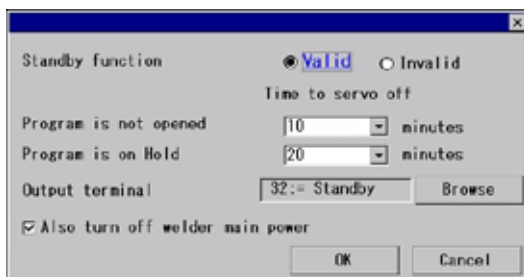 Standby function Valid Invalid
Time to servo off
Program is not opened 10 minutes
Program is on Hold 20 minutes
Output terminal 32:= Standby Browse
Also turn off welder main power
OK Cancel